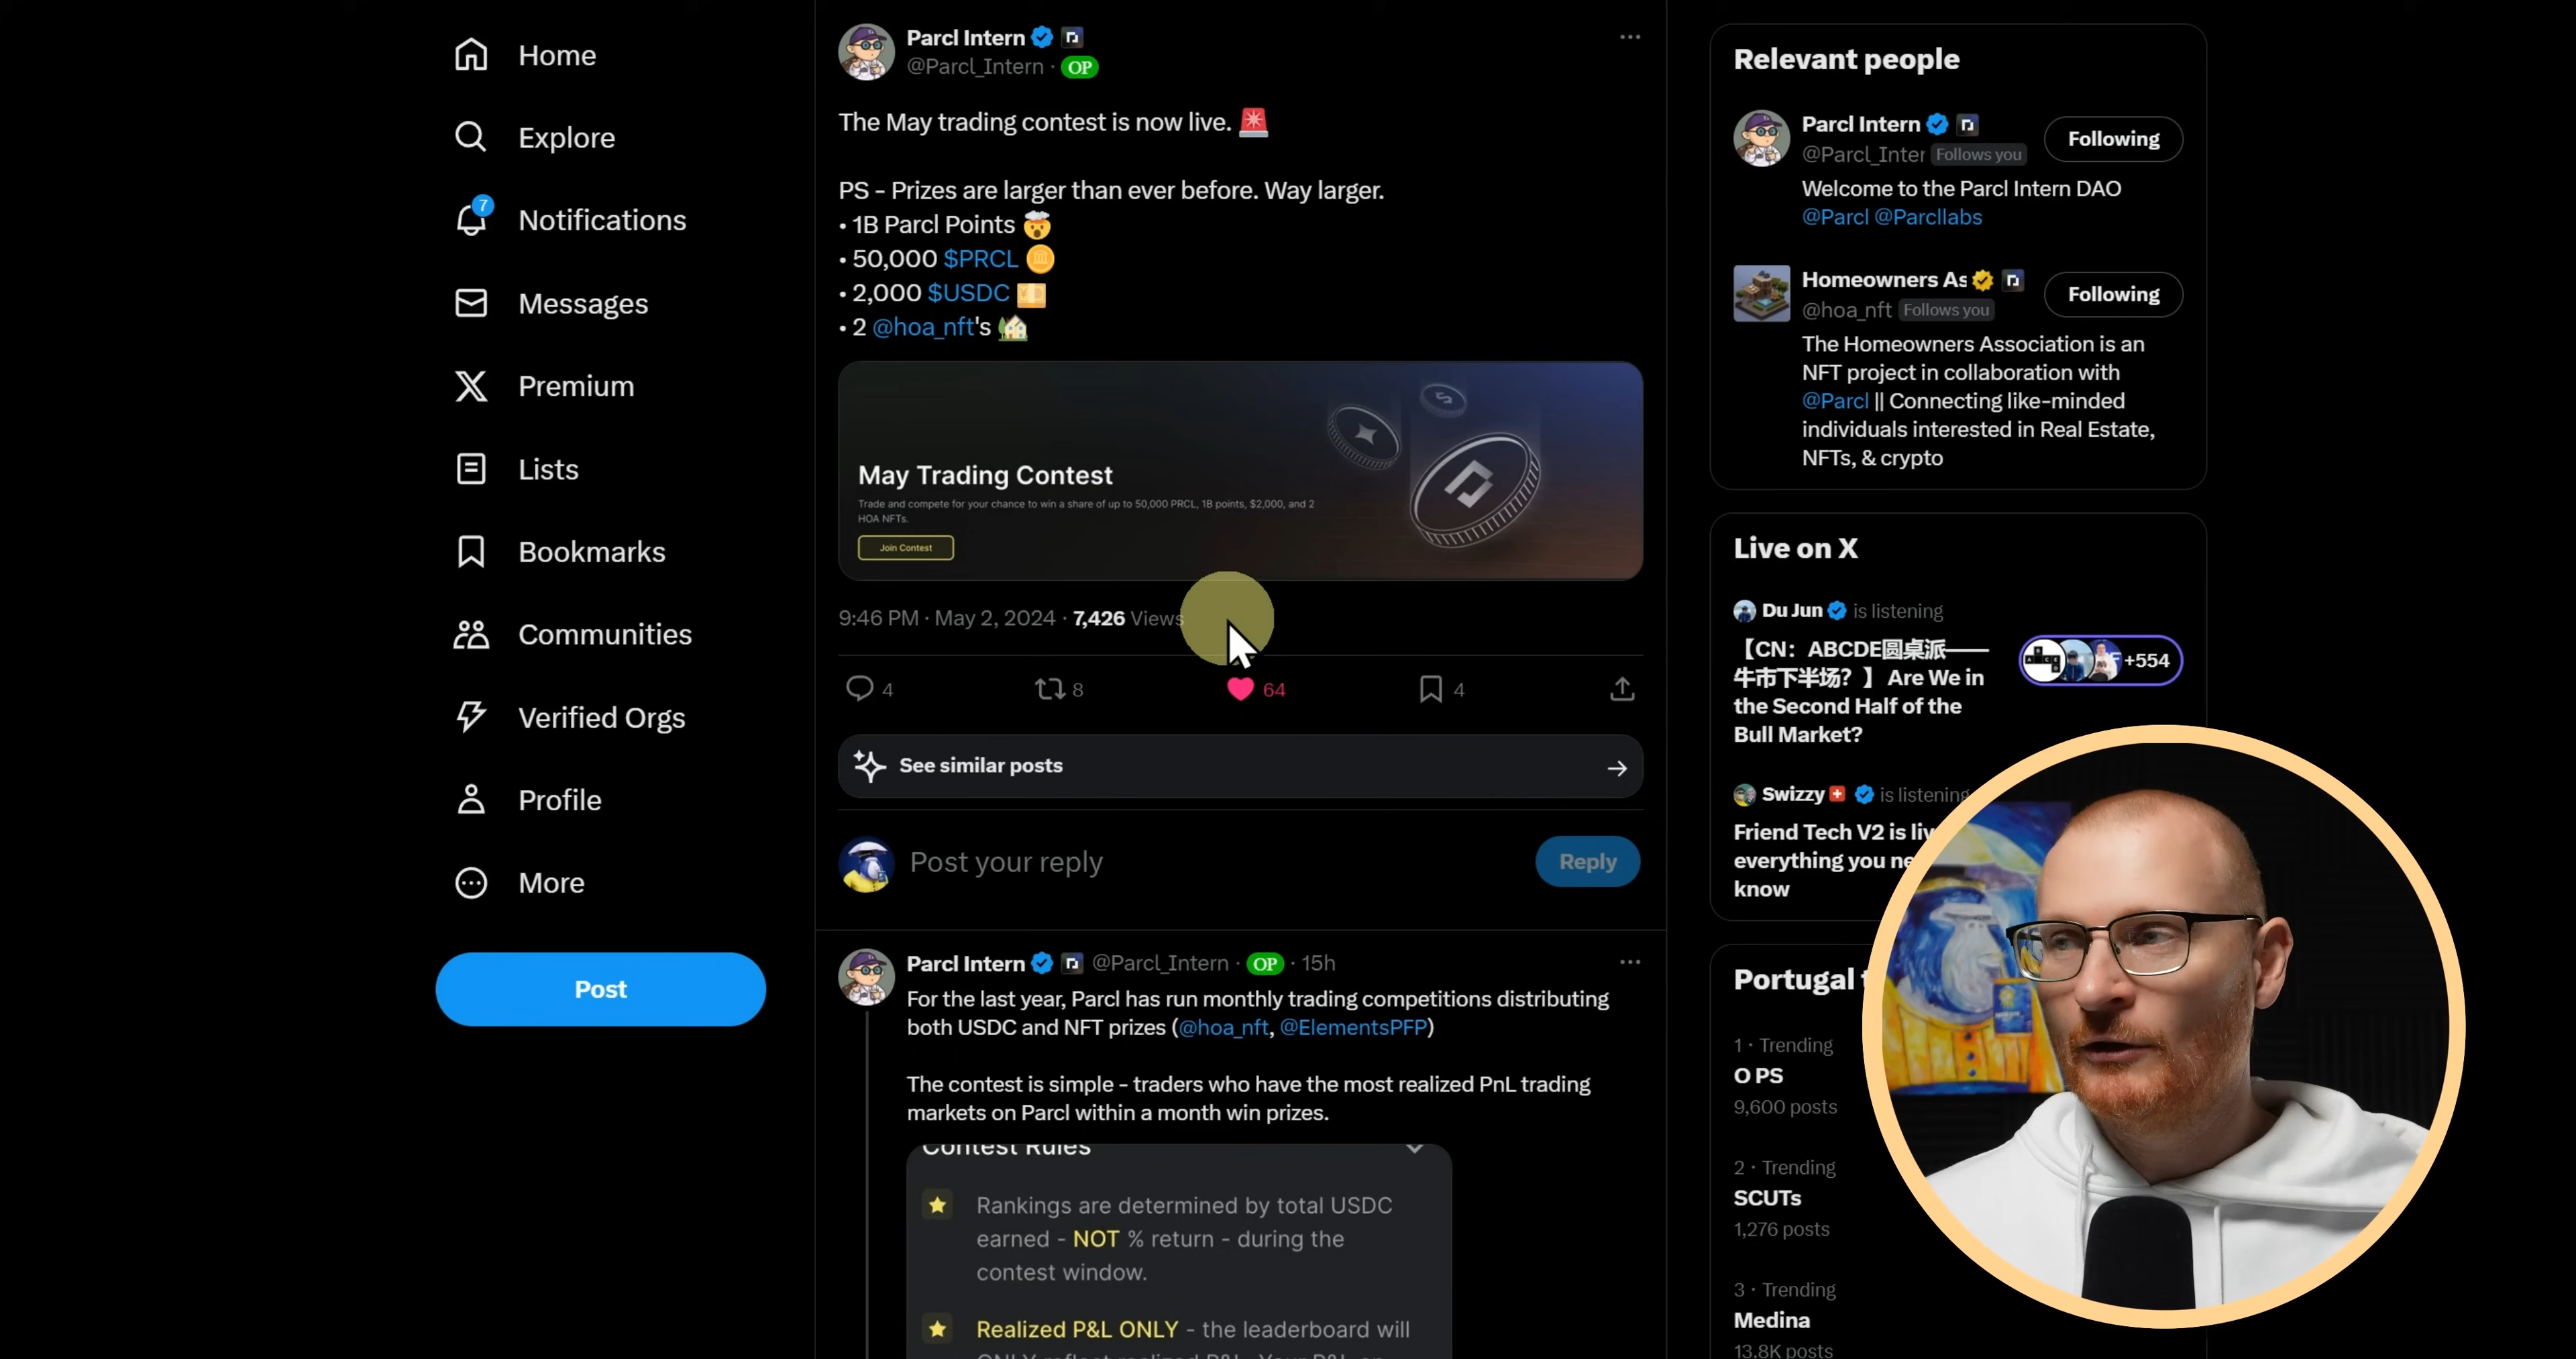 Home
Explore
7
Notifications
Messages
Premium
Lists
Bookmarks
Communities
Verified Orgs
Profile
More
Post
Parcl Intern
@Parcl_Intern · OP
The May trading contest is now live. 🚨
PS - Prizes are larger than ever before. Way larger.
• 1B Parcl Points 🤯
• 50,000 $PRCL 🪙
• 2,000 $USDC 💴
• 2 @hoa_nft's 🏡
May Trading Contest
Trade and compete for your chance to win a share of up to 50,000 PRCL, 1B points, $2,000, and 2
HOA NFTs.
Join Contest
9:46 PM · May 2, 2024 · 7,426 Views
4 8 64 4
See similar posts
Post your reply
Reply
Parcl Intern @Parcl_Intern · OP · 15h
For the last year, Parcl has run monthly trading competitions distributing
both USDC and NFT prizes (@hoa_nft, @ElementsPFP)
The contest is simple - traders who have the most realized PnL trading
markets on Parcl within a month win prizes.
Contest Rules
Rankings are determined by total USDC
earned - NOT % return - during the
contest window.
Realized P&L ONLY - the leaderboard will
Relevant people
Parcl Intern
@Parcl_Inter Follows you
Following
Welcome to the Parcl Intern DAO
@Parcl @Parcllabs
Homeowners As
@hoa_nft Follows you
Following
The Homeowners Association is an
NFT project in collaboration with
@Parcl || Connecting like-minded
individuals interested in Real Estate,
NFTs, & crypto
Live on X
Du Jun is listening
【CN：ABCDE圆桌派——
牛市下半场？】Are We in
the Second Half of the
Bull Market?
+554
Swizzy 🇨🇭 is listening
Friend Tech V2 is liv
everything you ne
know
Portugal t
1 · Trending
O PS
9,600 posts
2 · Trending
SCUTs
1,276 posts
3 · Trending
Medina
13.8K posts